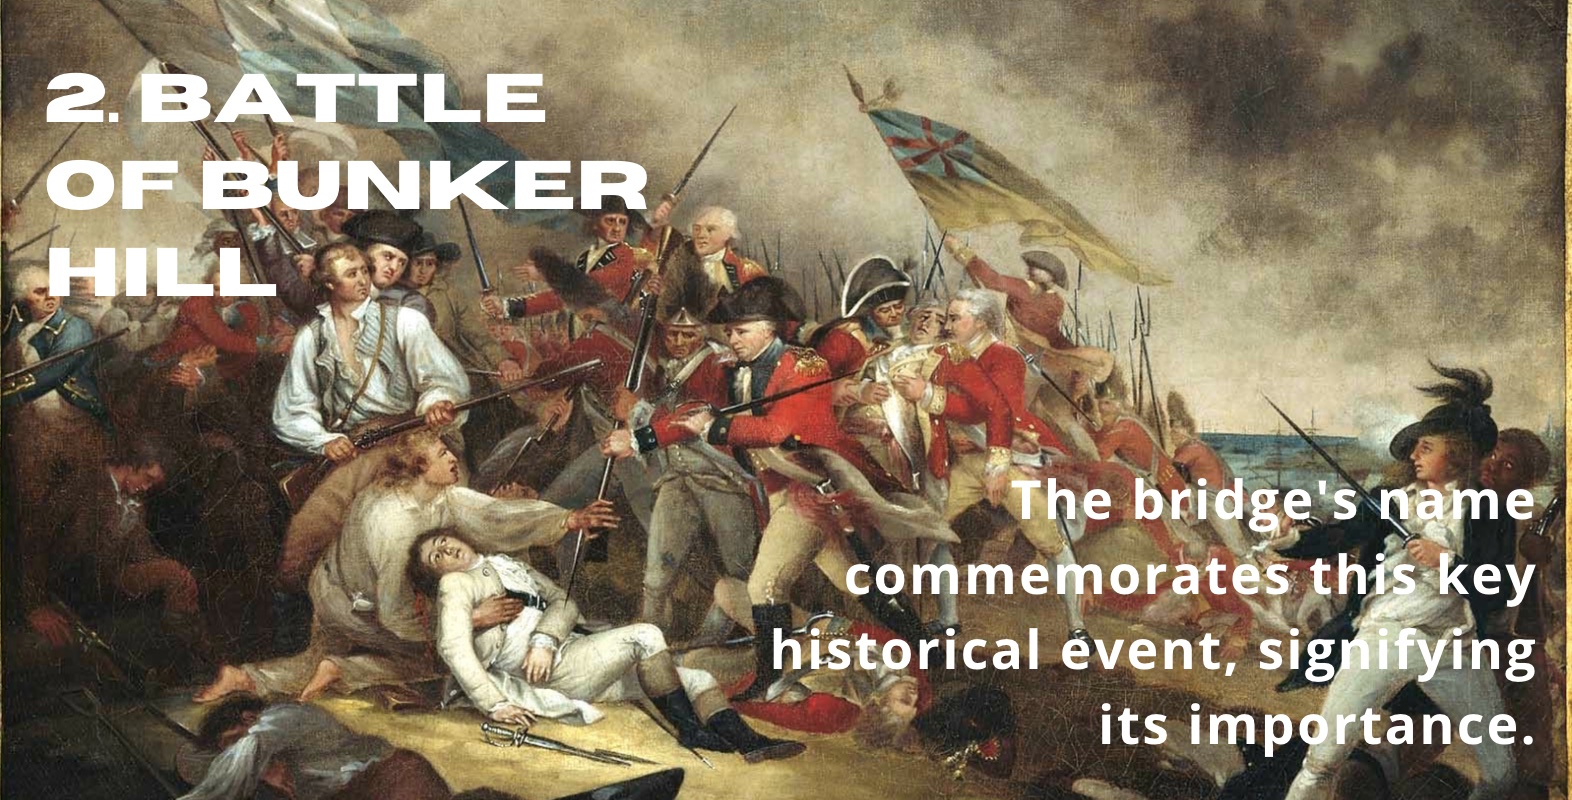 2. BATTLE
OF BUNKER
HILL
The bridge's name
commemorates this key
historical event, signifying
its importance.